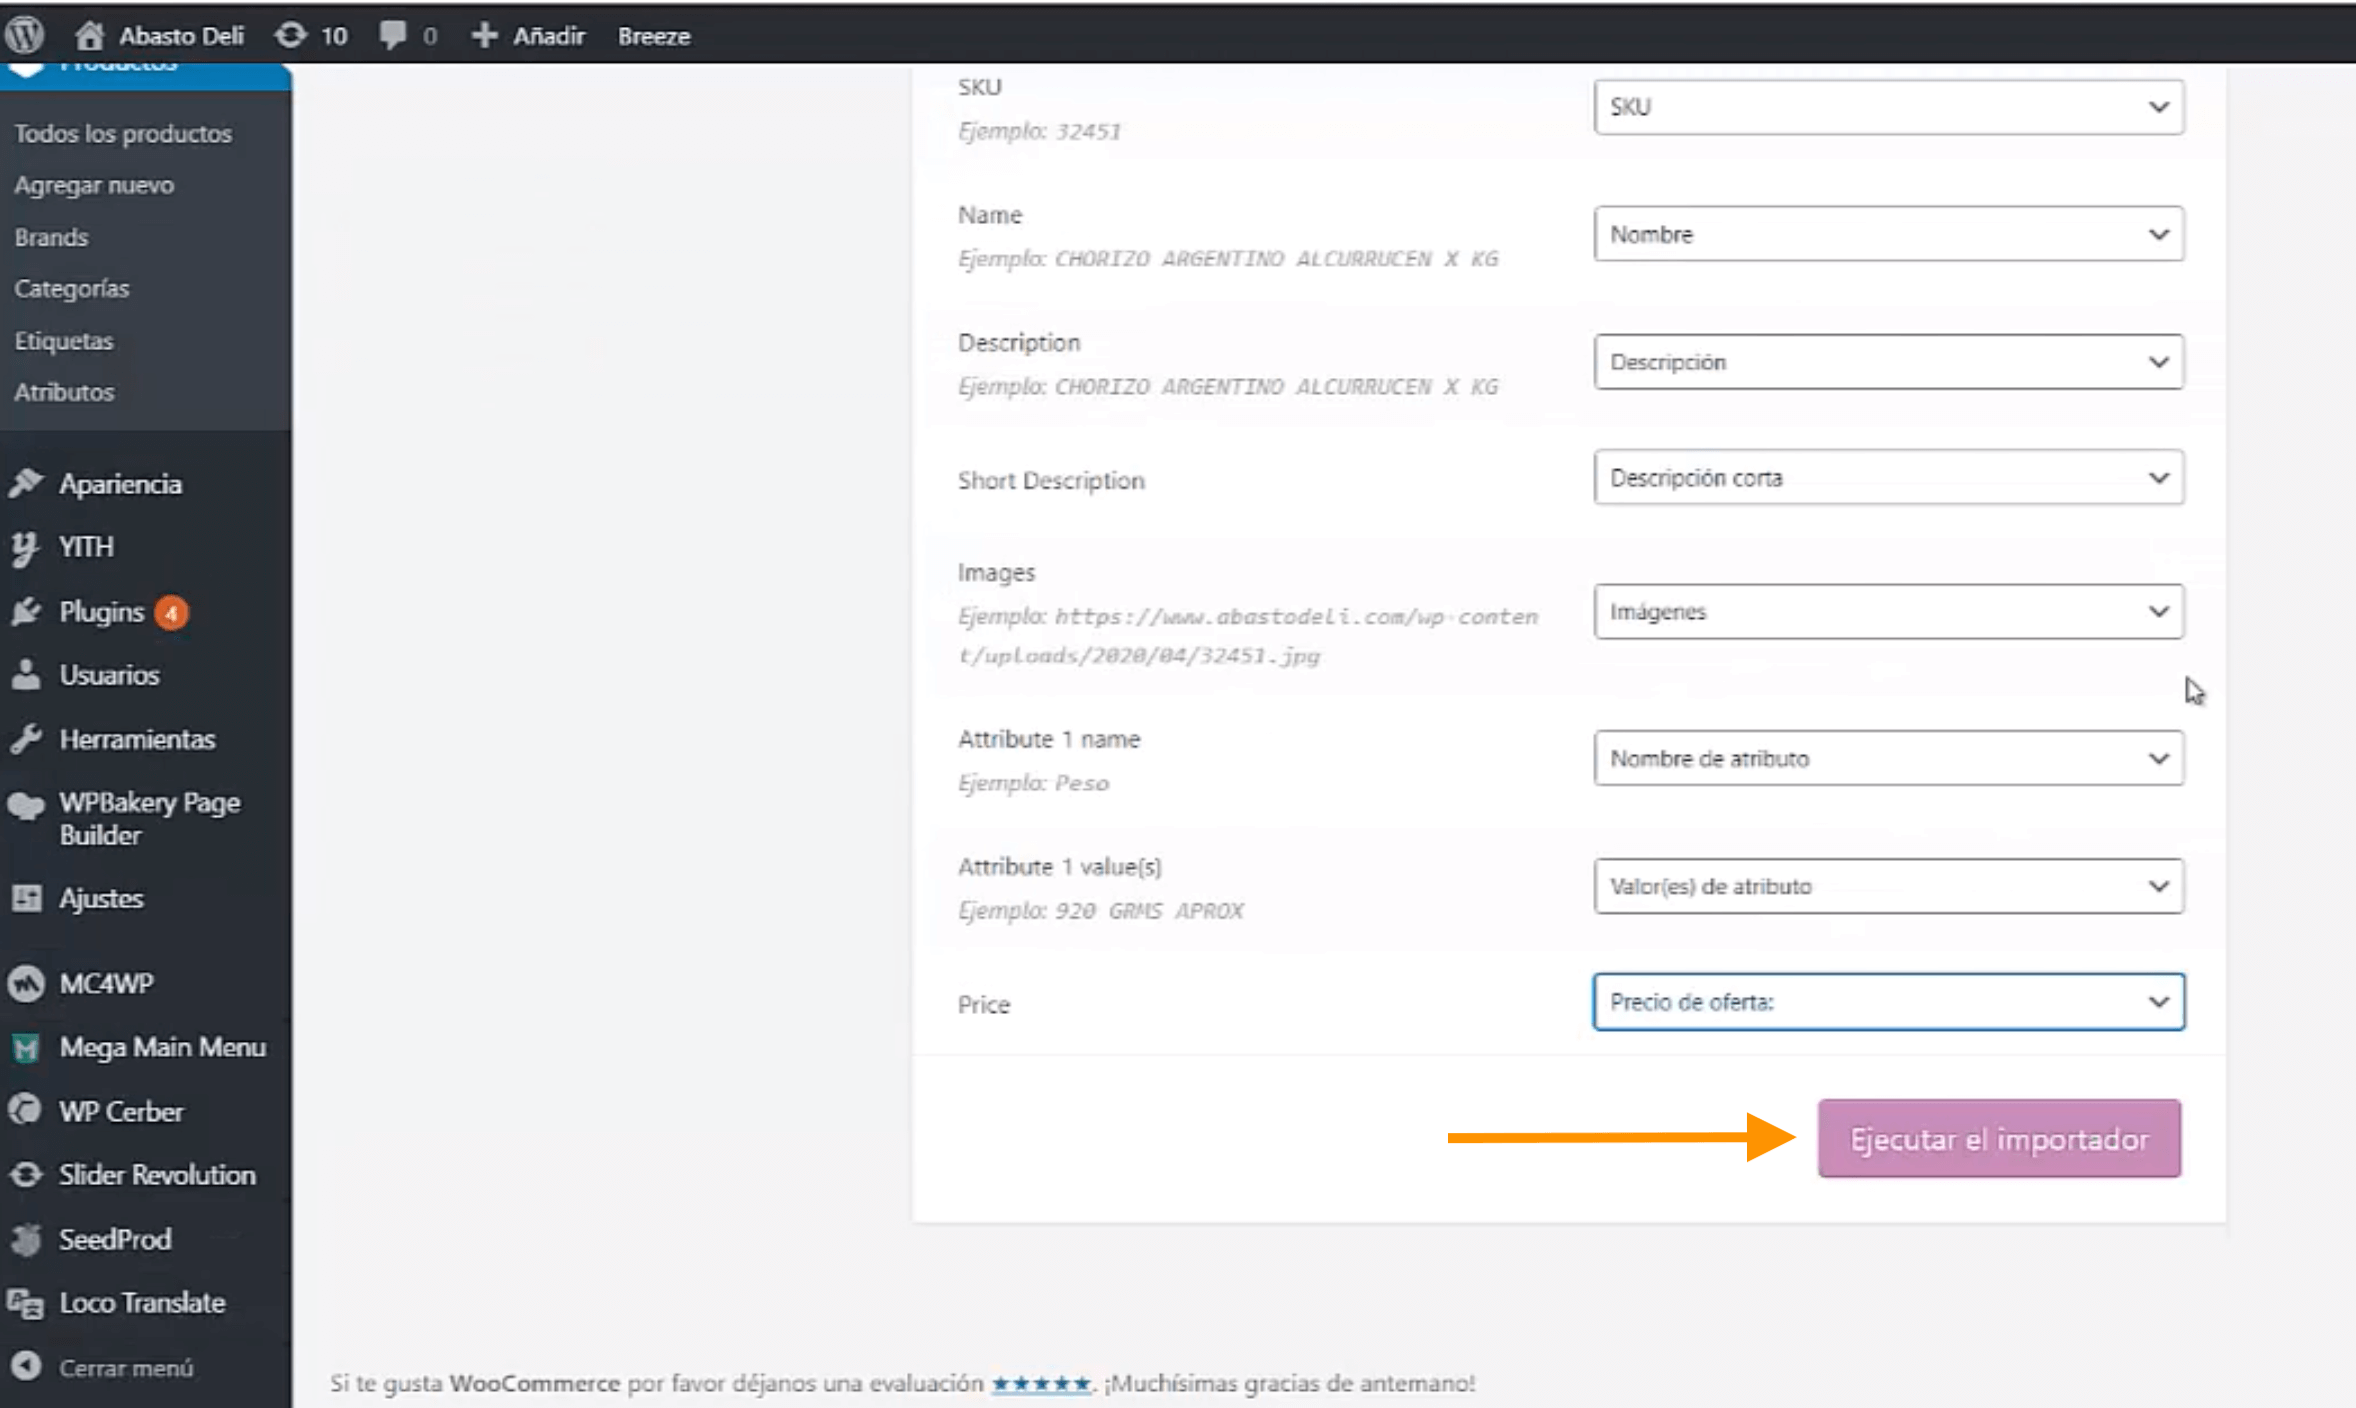 Abasto Deli 10 0 Añadir Breeze
Productos
Todos los productos
Agregar nuevo
Brands
Categorías
Etiquetas
Atributos
Apariencia
YITH
Plugins 4
Usuarios
Herramientas
WPBakery Page
Builder
Ajustes
MC4WP
Mega Main Menu
WP Cerber
Slider Revolution
SeedProd
Loco Translate
Cerrar menú
SKU
Ejemplo: 32451
SKU
Name
Ejemplo: CHORIZO ARGENTINO ALCURRUCEN X KG
Nombre
Description
Ejemplo: CHORIZO ARGENTINO ALCURRUCEN X KG
Descripción
Short Description
Descripción corta
Images
Ejemplo: https://www.abastodeli.com/wp-conten
t/uploads/2020/04/32451.jpg
Imágenes
Attribute 1 name
Ejemplo: Peso
Nombre de atributo
Attribute 1 value(s)
Ejemplo: 920 GRMS APROX
Valor(es) de atributo
Price
Precio de oferta:
Ejecutar el importador
Si te gusta WooCommerce por favor déjanos una evaluación ★★★★★. ¡Muchísimas gracias de antemano!